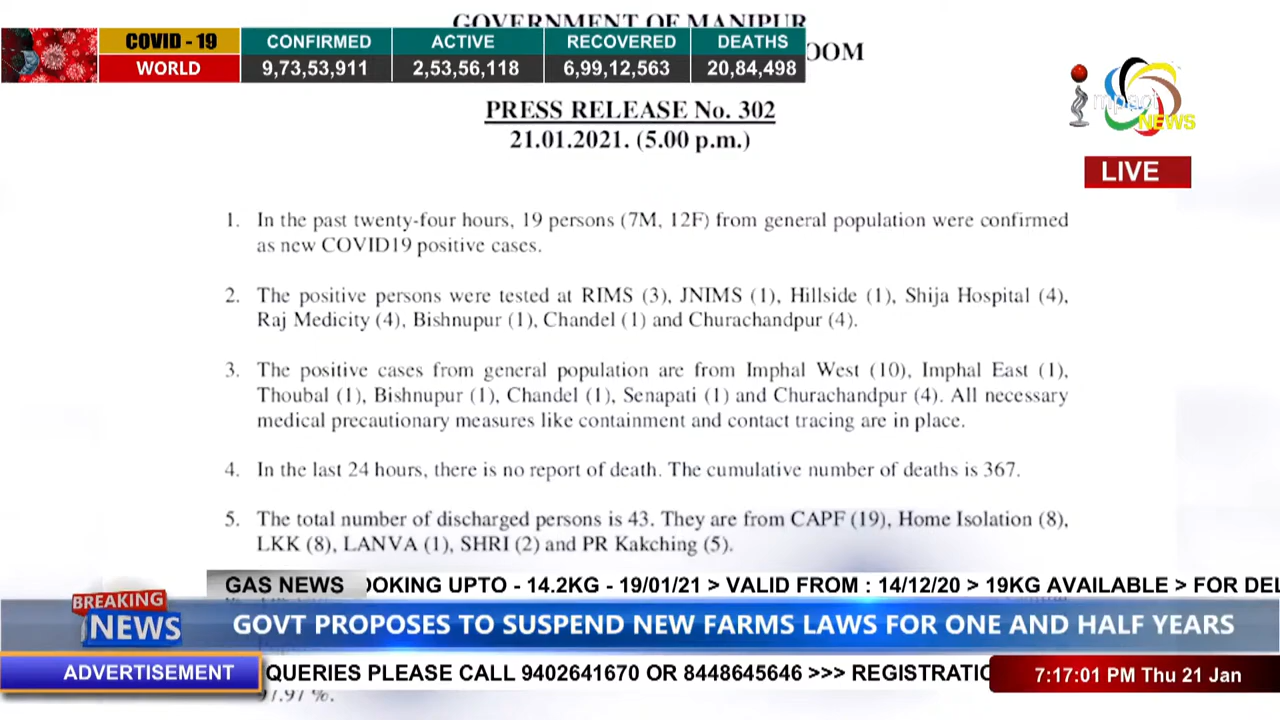 GOVERNMENT OF MANIPUR
COVID - 19 CONFIRMED ACTIVE RECOVERED DEATHS
WORLD 9,73,53,911 2,53,56,118 6,99,12,563 20,84,498
OOM
impact
NEWS
LIVE
PRESS RELEASE No. 302
21.01.2021. (5.00 p.m.)
1. In the past twenty-four hours, 19 persons (7M, 12F) from general population were confirmed
as new COVID19 positive cases.
2. The positive persons were tested at RIMS (3), JNIMS (1), Hillside (1), Shija Hospital (4),
Raj Medicity (4), Bishnupur (1), Chandel (1) and Churachandpur (4).
3. The positive cases from general population are from Imphal West (10), Imphal East (1),
Thoubal (1), Bishnupur (1), Chandel (1), Senapati (1) and Churachandpur (4). All necessary
medical precautionary measures like containment and contact tracing are in place.
4. In the last 24 hours, there is no report of death. The cumulative number of deaths is 367.
5. The total number of discharged persons is 43. They are from CAPF (19), Home Isolation (8),
LKK (8), LANVA (1), SHRI (2) and PR Kakching (5).
GAS NEWS OOKING UPTO - 14.2KG - 19/01/21 > VALID FROM : 14/12/20 > 19KG AVAILABLE > FOR DEL
BREAKING
NEWS GOVT PROPOSES TO SUSPEND NEW FARMS LAWS FOR ONE AND HALF YEARS
ADVERTISEMENT QUERIES PLEASE CALL 9402641670 OR 8448645646 >>> REGISTRATIO 7:17:01 PM Thu 21 Jan
97.97 %.